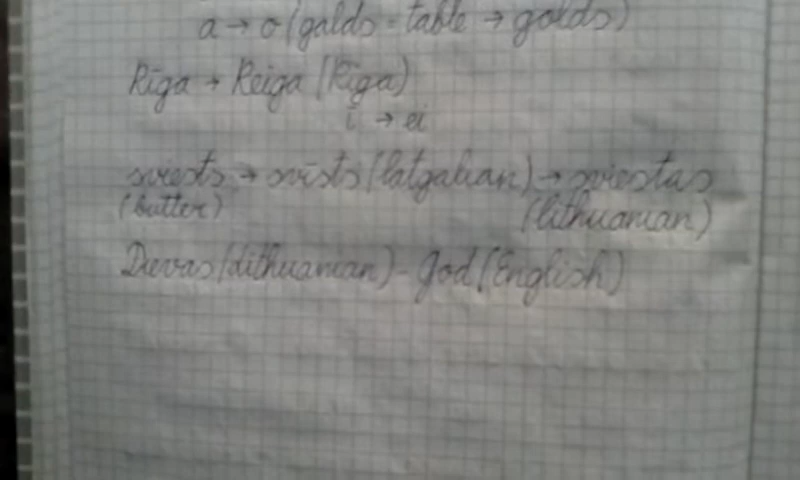 a → o (galds = table → golds)
Rīga → Reiga (Rīga)
ī → ei
sviests → svīsts (latgalian) → sviestas
(butter) (lithuanian)
Dievas (lithuanian) - God (English)